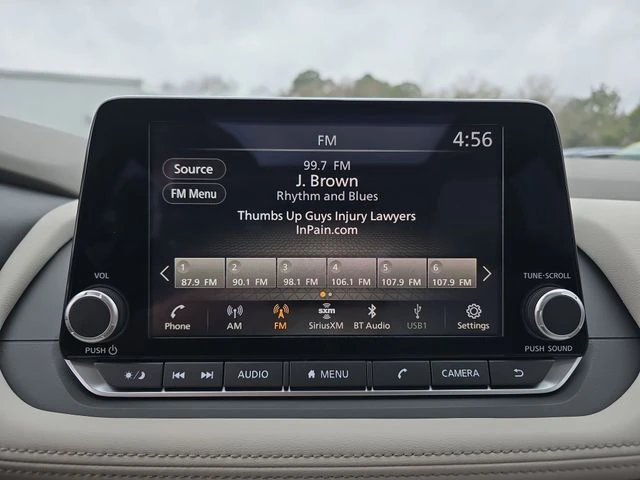 FM
4:56
Source
99.7 FM
J. Brown
FM Menu
Rhythm and Blues
Thumbs Up Guys Injury Lawyers
InPain.com
VOL
TUNE·SCROLL
1 2 3 4 5 6
87.9 FM 90.1 FM 98.1 FM 106.1 FM 107.9 FM 107.9 FM
Phone AM FM sxm SiriusXM BT Audio USB1 Settings
PUSH
PUSH SOUND
AUDIO MENU CAMERA